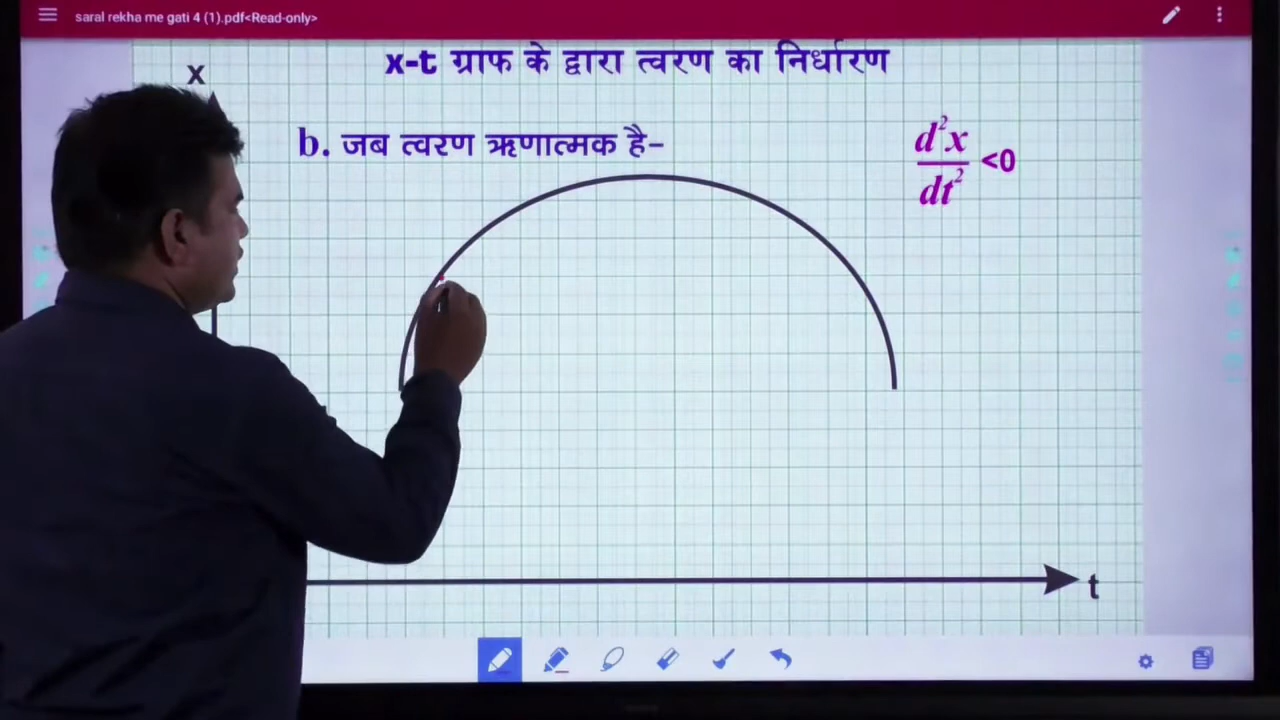 saral rekha me gati 4 (1).pdf<Read-only>
x-t ग्राफ के द्वारा त्वरण का निर्धारण
x
b. जब त्वरण ऋणात्मक है-
d²x
dt² <0
t